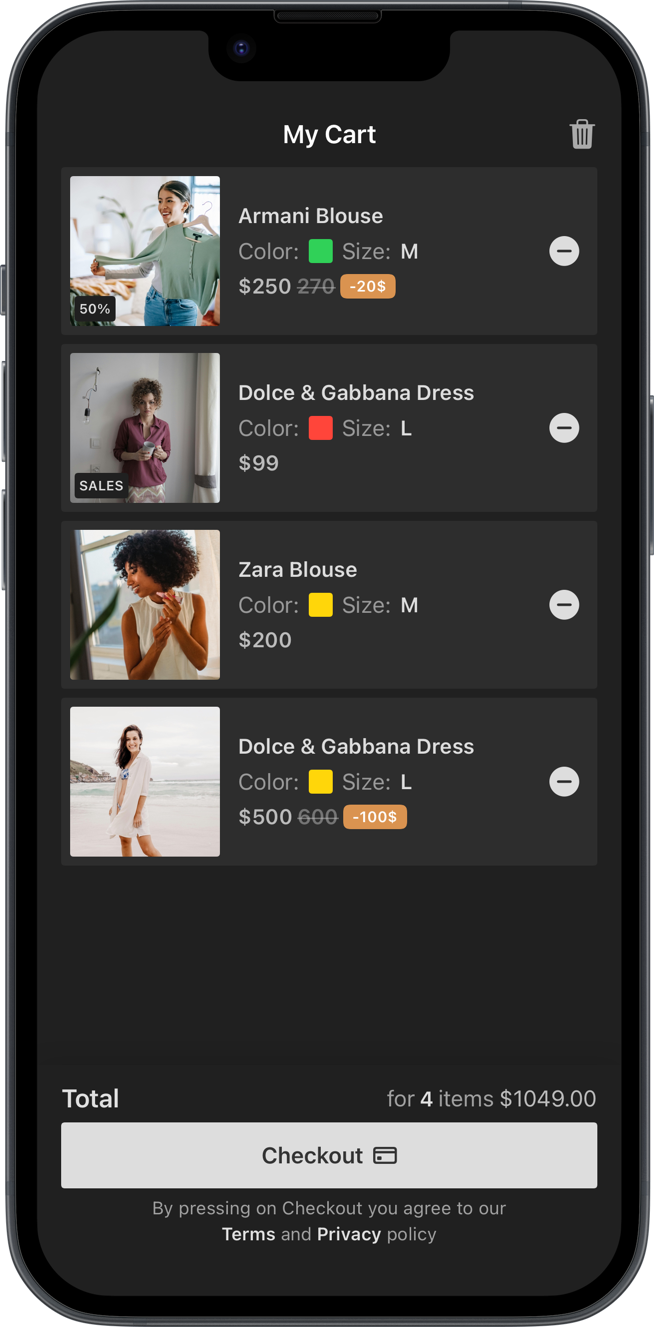 My Cart
Armani Blouse
Color: Size: M
$250 270 -20$
50%
Dolce & Gabbana Dress
Color: Size: L
$99
SALES
Zara Blouse
Color: Size: M
$200
Dolce & Gabbana Dress
Color: Size: L
$500 600 -100$
Total for 4 items $1049.00
Checkout
By pressing on Checkout you agree to our
Terms and Privacy policy